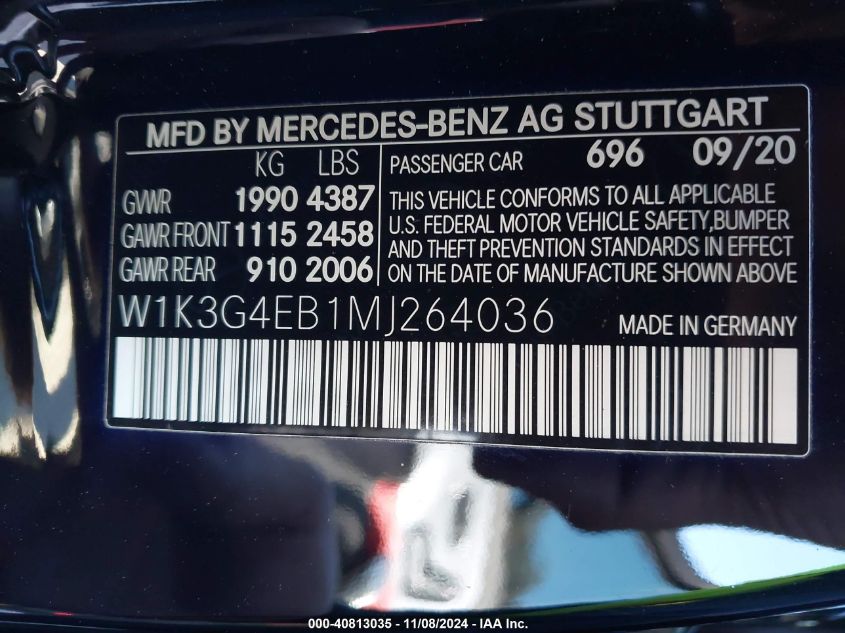 MFD BY MERCEDES-BENZ AG STUTTGART
KG LBS
GVWR 1990 4387
GAWR FRONT 1115 2458
GAWR REAR 910 2006
PASSENGER CAR 696 09/20
THIS VEHICLE CONFORMS TO ALL APPLICABLE
U.S. FEDERAL MOTOR VEHICLE SAFETY,BUMPER
AND THEFT PREVENTION STANDARDS IN EFFECT
ON THE DATE OF MANUFACTURE SHOWN ABOVE
W1K3G4EB1MJ264036
MADE IN GERMANY
000-40813035 - 11/08/2024 - IAA Inc.